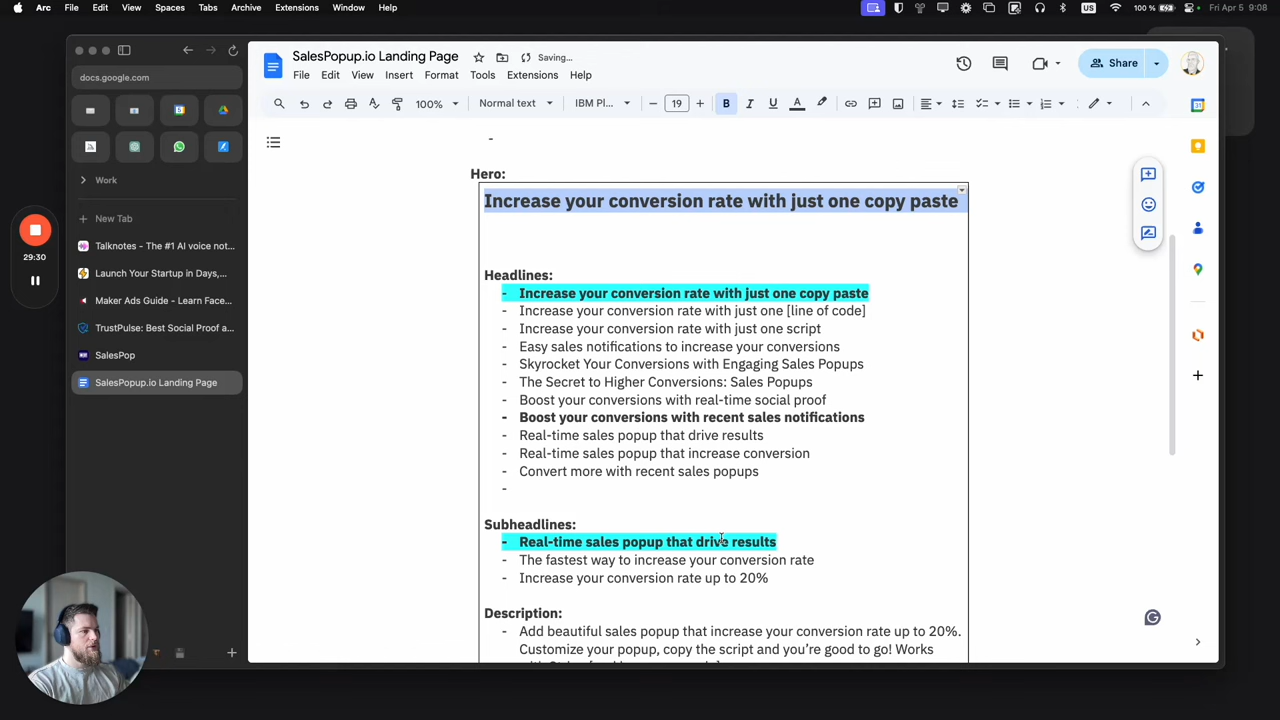 Arc File Edit View Spaces Tabs Archive Extensions Window Help
US 100 % Fri Apr 5 9:08
docs.google.com
Work
New Tab
Talknotes - The #1 AI voice not...
Launch Your Startup in Days,...
Maker Ads Guide - Learn Face...
TrustPulse: Best Social Proof a...
SalesPop
SalesPopup.io Landing Page
29:30
SalesPopup.io Landing Page
Saving...
File Edit View Insert Format Tools Extensions Help
Share
100% Normal text IBM Pl... 19
-
Hero:
Increase your conversion rate with just one copy paste
Headlines:
- Increase your conversion rate with just one copy paste
- Increase your conversion rate with just one [line of code]
- Increase your conversion rate with just one script
- Easy sales notifications to increase your conversions
- Skyrocket Your Conversions with Engaging Sales Popups
- The Secret to Higher Conversions: Sales Popups
- Boost your conversions with real-time social proof
- Boost your conversions with recent sales notifications
- Real-time sales popup that drive results
- Real-time sales popup that increase conversion
- Convert more with recent sales popups
-
Subheadlines:
- Real-time sales popup that drive results
- The fastest way to increase your conversion rate
- Increase your conversion rate up to 20%
Description:
- Add beautiful sales popup that increase your conversion rate up to 20%.
Customize your popup, copy the script and you're good to go! Works